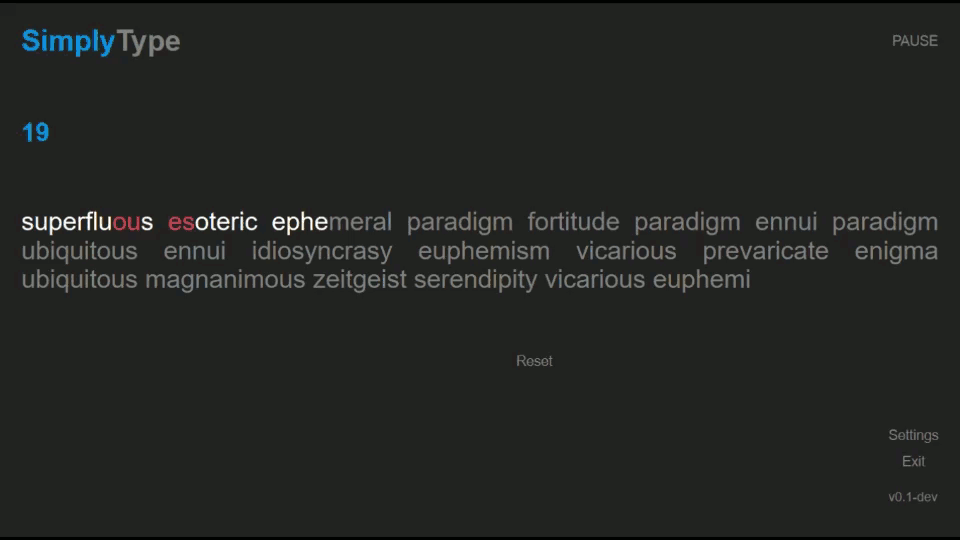 SimplyType
PAUSE
19
superfluous esoteric ephemeral paradigm fortitude paradigm ennui paradigm
ubiquitous ennui idiosyncrasy euphemism vicarious prevaricate enigma
ubiquitous magnanimous zeitgeist serendipity vicarious euphemi
Reset
Settings
Exit
v0.1-dev